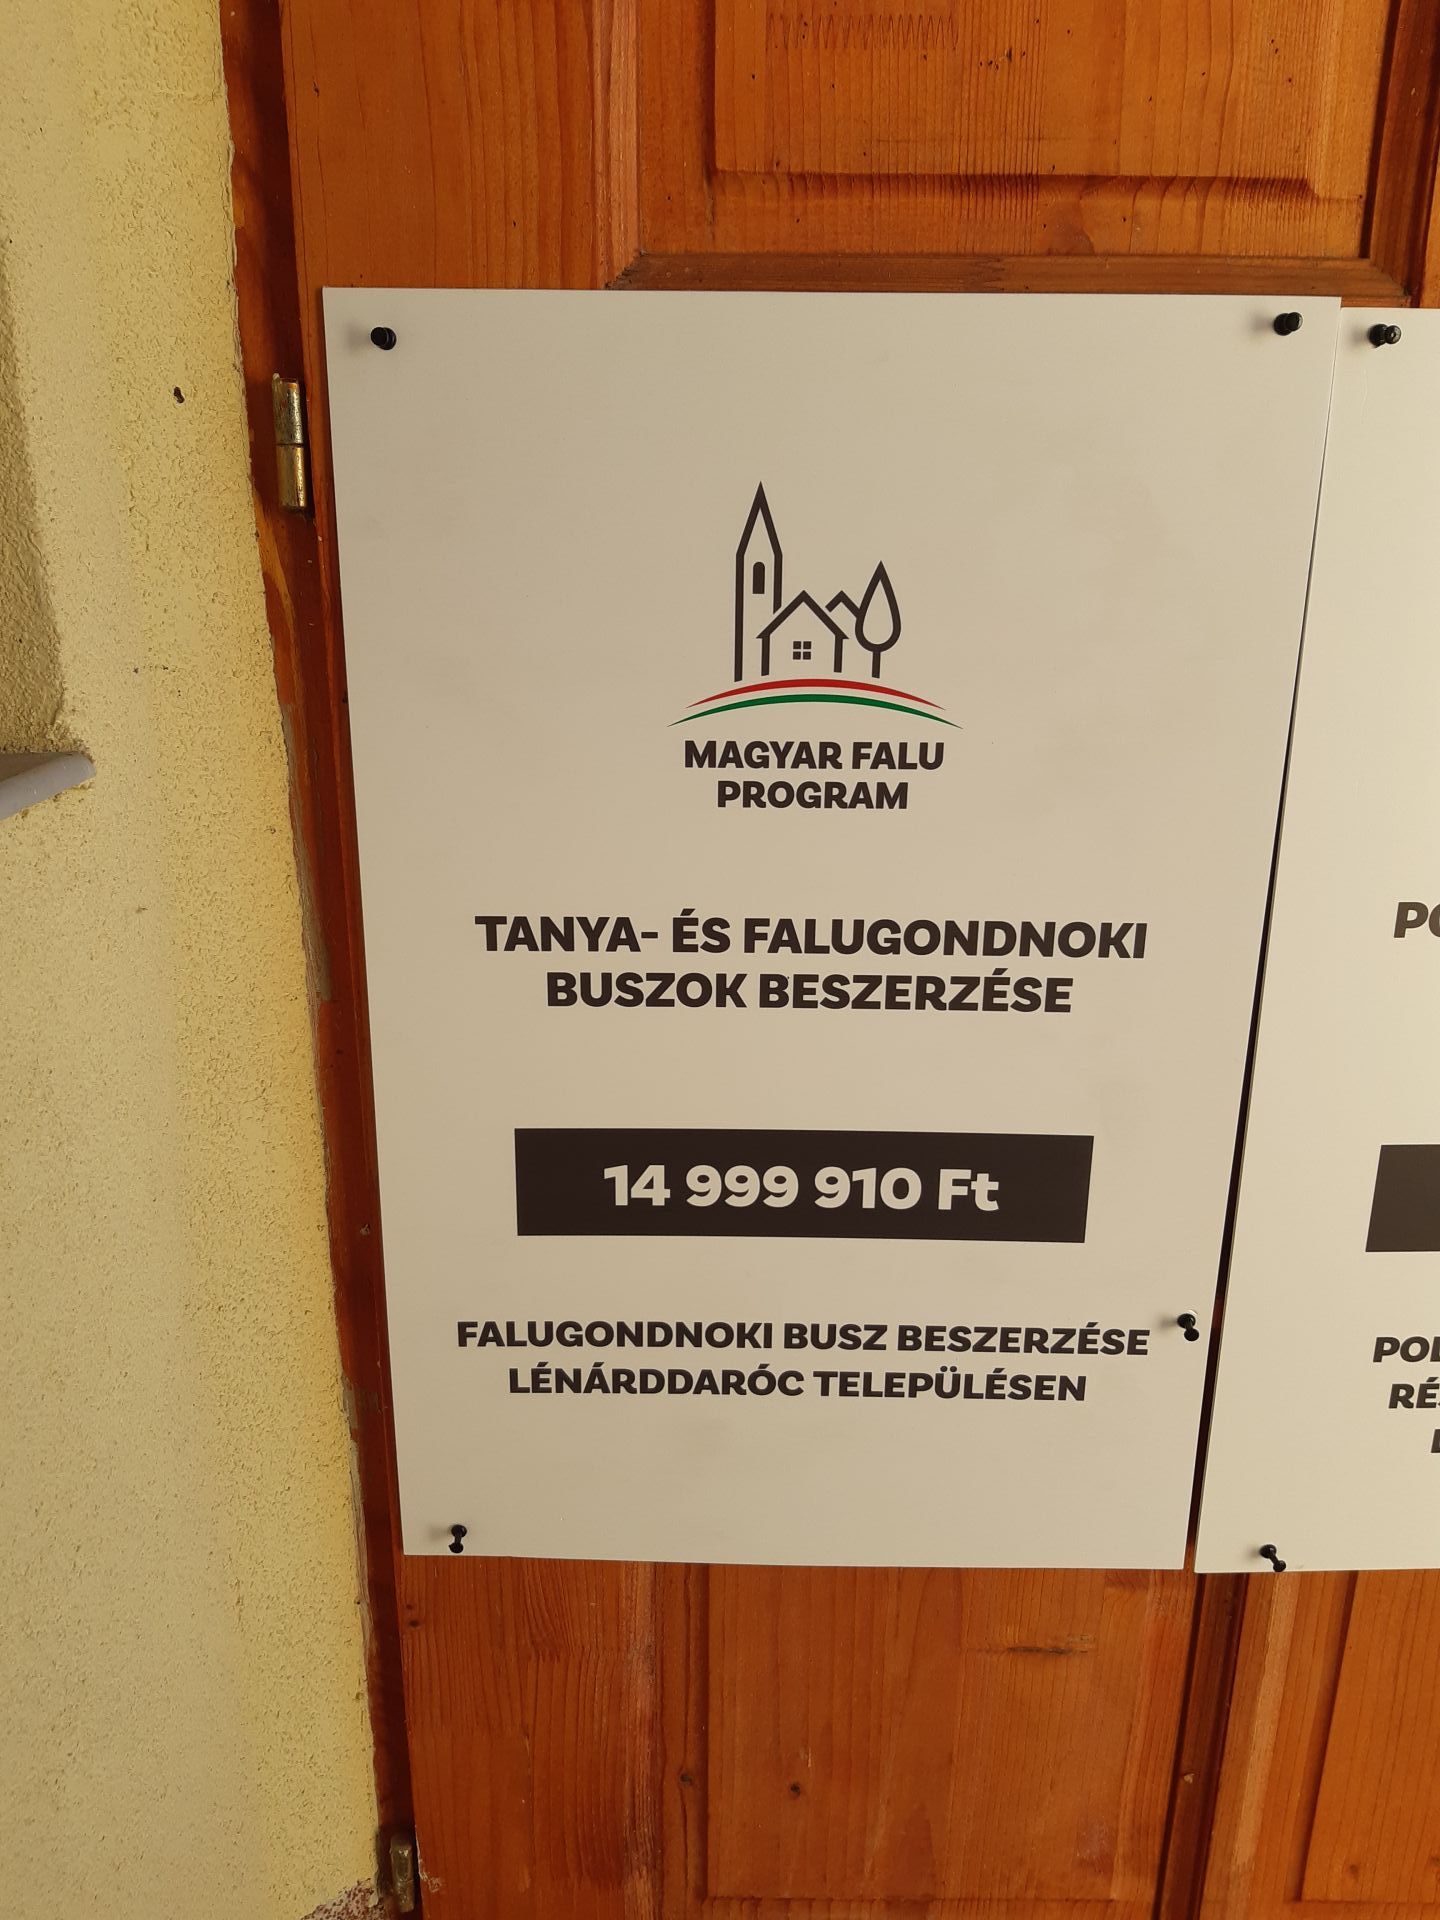 MAGYAR FALU
PROGRAM
TANYA- ÉS FALUGONDNOKI
BUSZOK BESZERZÉSE
14 999 910 Ft
FALUGONDNOKI BUSZ BESZERZÉSE
LÉNÁRDDARÓC TELEPÜLÉSEN